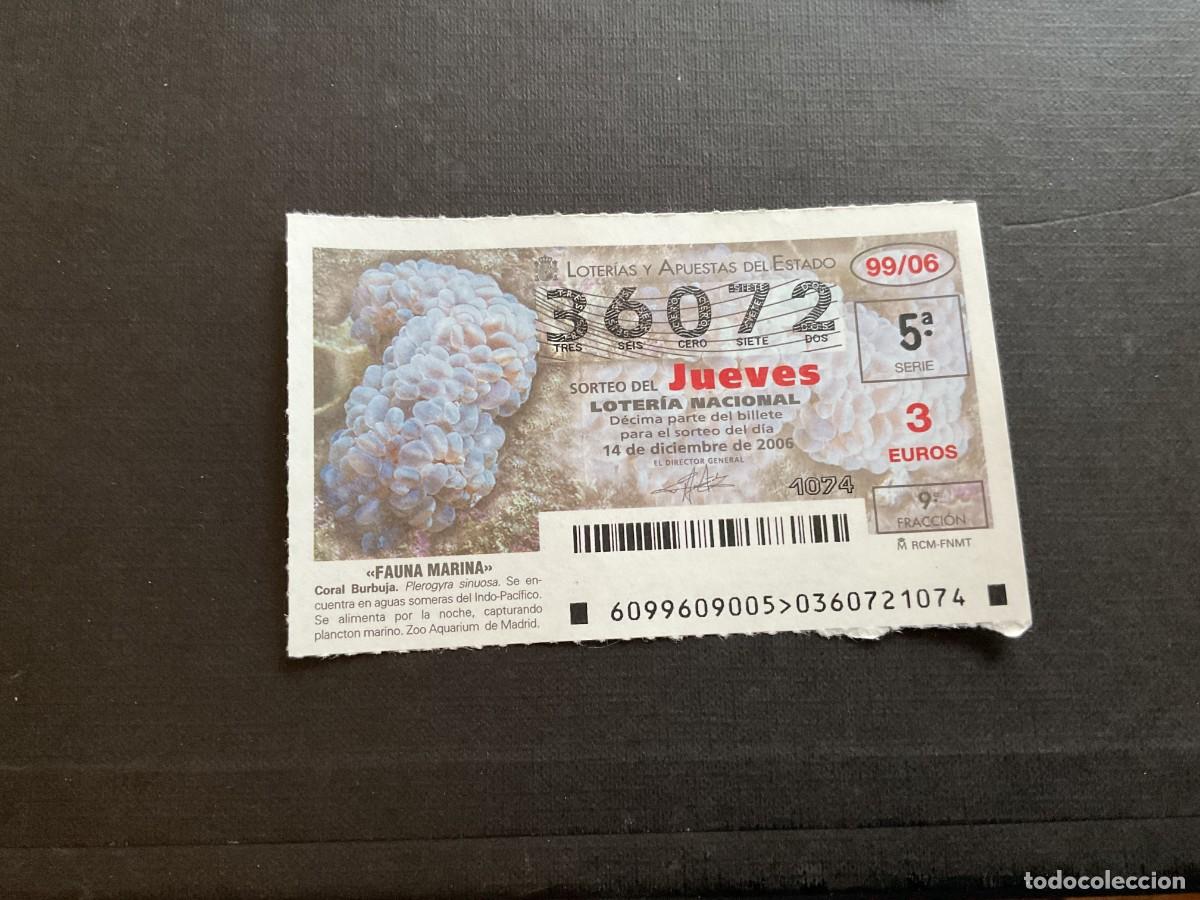 LOTERÍAS Y APUESTAS DEL ESTADO
99/06
36072
TRES SEIS CERO SIETE DOS
5ª
SERIE
SORTEO DEL Jueves
LOTERÍA NACIONAL
Décima parte del billete
para el sorteo del día
14 de diciembre de 2006
EL DIRECTOR GENERAL
3
EUROS
1074
9ª
FRACCIÓN
RCM-FNMT
«FAUNA MARINA»
Coral Burbuja. Plerogyra sinuosa. Se en-
cuentra en aguas someras del Indo-Pacífico.
Se alimenta por la noche, capturando
plancton marino. Zoo Aquarium de Madrid.
6099609005>0360721074
todocoleccion